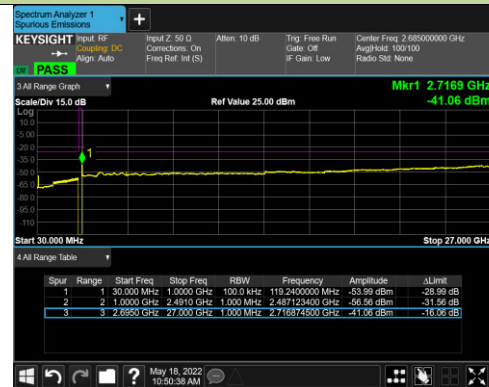 Spectrum Analyzer 1
Spurious Emissions
+
KEYSIGHT Input: RF Input Z: 50 Ω Atten: 10 dB Trig: Free Run Center Freq: 2.685000000 GHz
Coupling: DC Corrections: On Gate: Off Avg|Hold: 100/100
Align: Auto Freq Ref: Int (S) IF Gain: Low Radio Std: None
LXI PASS
3 All Range Graph Mkr1 2.7169 GHz
Scale/Div 15.0 dB Ref Value 25.00 dBm -41.06 dBm
Log
10.0
-5.00
-20.0
-35.0
1
-50.0
-65.0
-80.0
-95.0
-110
Start 30.000 MHz Stop 27.000 GHz
4 All Range Table
Spur Range Start Freq Stop Freq RBW Frequency Amplitude ΔLimit
1 1 30.000 MHz 1.0000 GHz 100.0 kHz 119.2400000 MHz -53.99 dBm -28.99 dB
2 2 1.0000 GHz 2.4910 GHz 1.000 MHz 2.487123400 GHz -56.56 dBm -31.56 dB
3 3 2.6950 GHz 27.000 GHz 1.000 MHz 2.716874500 GHz -41.06 dBm -16.06 dB
? May 18, 2022
10:50:38 AM